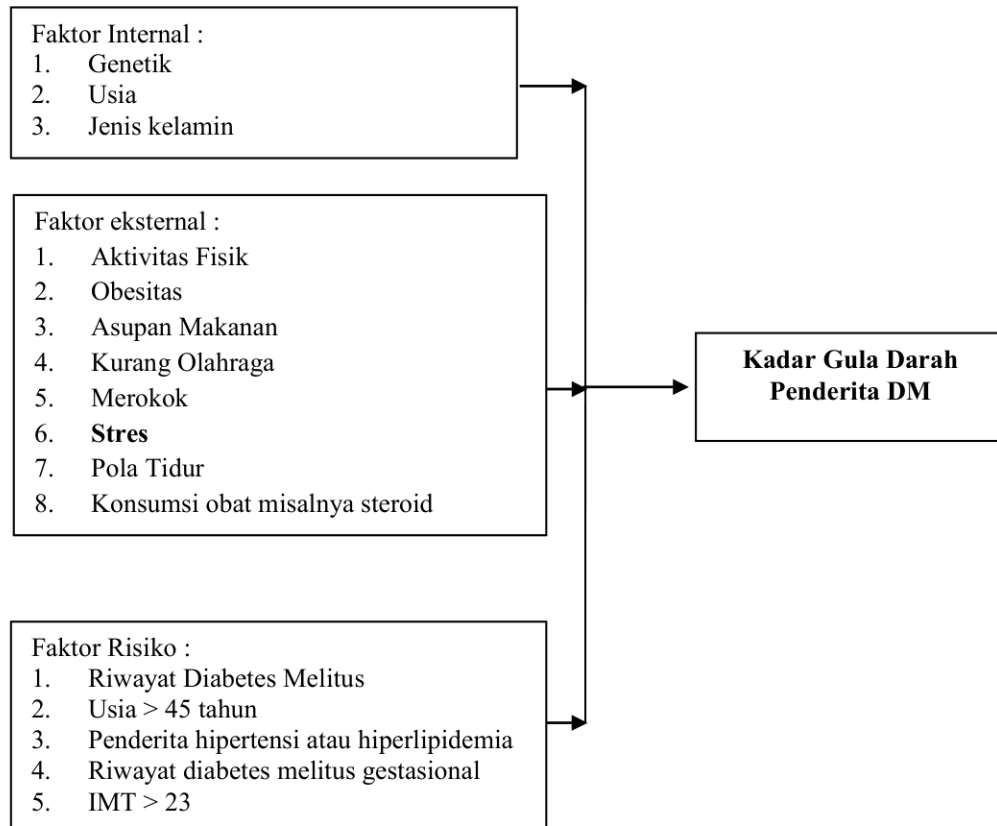 Faktor Internal :
1. Genetik
2. Usia
3. Jenis kelamin
Faktor eksternal :
1. Aktivitas Fisik
2. Obesitas
3. Asupan Makanan
4. Kurang Olahraga
5. Merokok
6. Stres
7. Pola Tidur
8. Konsumsi obat misalnya steroid
Kadar Gula Darah
Penderita DM
Faktor Risiko :
1. Riwayat Diabetes Melitus
2. Usia > 45 tahun
3. Penderita hipertensi atau hiperlipidemia
4. Riwayat diabetes melitus gestasional
5. IMT > 23